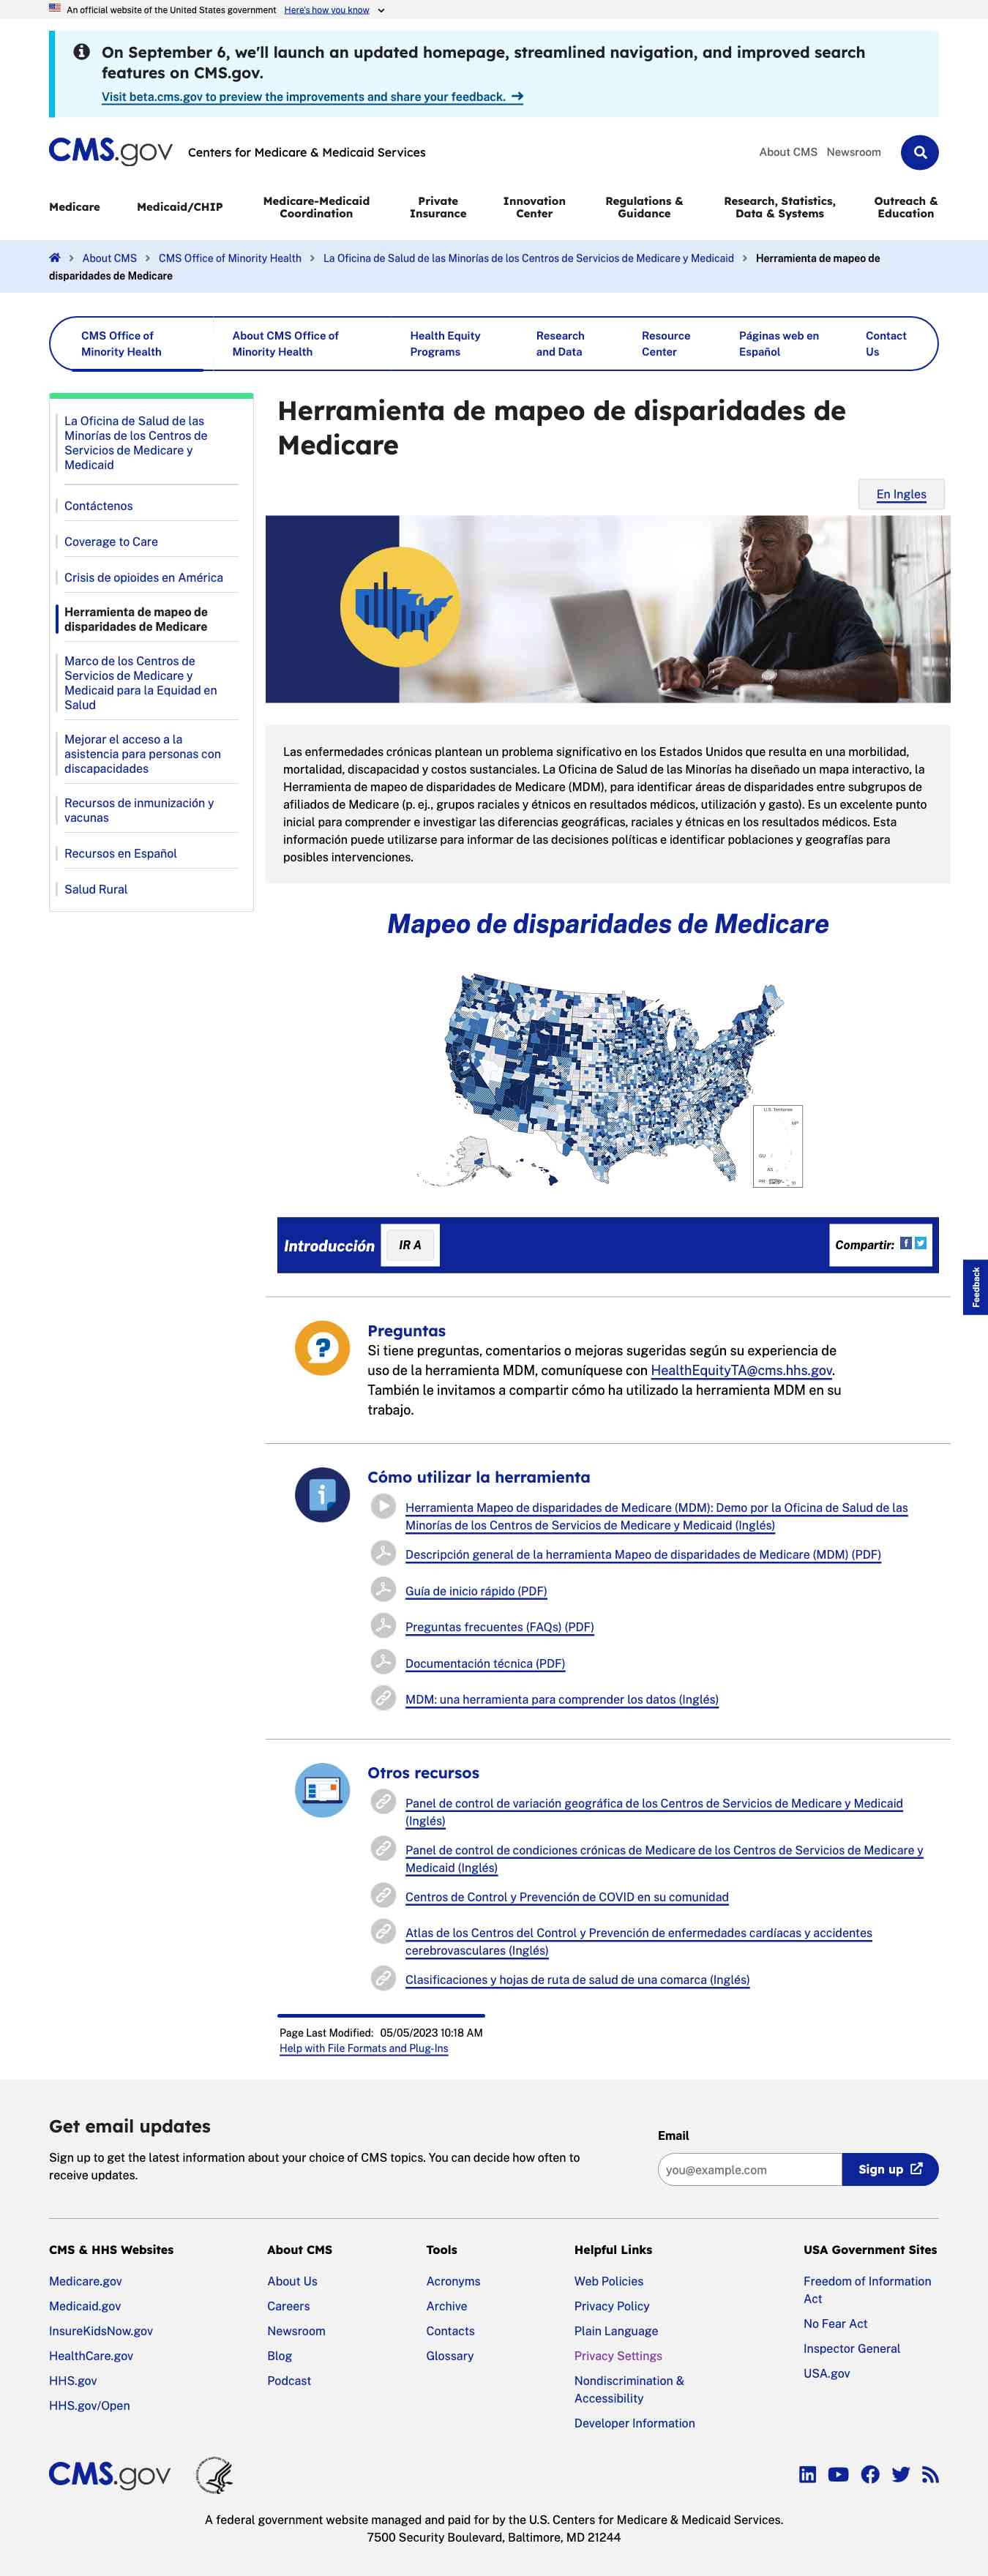 An official website of the United States government Here's how you know
On September 6, we'll launch an updated homepage, streamlined navigation, and improved search
features on CMS.gov.
Visit beta.cms.gov to preview the improvements and share your feedback.
CMS.gov Centers for Medicare & Medicaid Services
About CMS Newsroom
Medicare
Medicaid/CHIP
Medicare-Medicaid
Coordination
Private
Insurance
Innovation
Center
Regulations &
Guidance
Research, Statistics,
Data & Systems
Outreach &
Education
About CMS CMS Office of Minority Health La Oficina de Salud de las Minorías de los Centros de Servicios de Medicare y Medicaid Herramienta de mapeo de
disparidades de Medicare
CMS Office of
Minority Health
About CMS Office of
Minority Health
Health Equity
Programs
Research
and Data
Resource
Center
Páginas web en
Español
Contact
Us
La Oficina de Salud de las
Minorías de los Centros de
Servicios de Medicare y
Medicaid
Contáctenos
Coverage to Care
Crisis de opioides en América
Herramienta de mapeo de
disparidades de Medicare
Marco de los Centros de
Servicios de Medicare y
Medicaid para la Equidad en
Salud
Mejorar el acceso a la
asistencia para personas con
discapacidades
Recursos de inmunización y
vacunas
Recursos en Español
Salud Rural
Herramienta de mapeo de disparidades de
Medicare
En Ingles
Las enfermedades crónicas plantean un problema significativo en los Estados Unidos que resulta en una morbilidad,
mortalidad, discapacidad y costos sustanciales. La Oficina de Salud de las Minorías ha diseñado un mapa interactivo, la
Herramienta de mapeo de disparidades de Medicare (MDM), para identificar áreas de disparidades entre subgrupos de
afiliados de Medicare (p. ej., grupos raciales y étnicos en resultados médicos, utilización y gasto). Es un excelente punto
inicial para comprender e investigar las diferencias geográficas, raciales y étnicas en los resultados médicos. Esta
información puede utilizarse para informar de las decisiones políticas e identificar poblaciones y geografías para
posibles intervenciones.
Mapeo de disparidades de Medicare
U.S. Territories
MP
GU
AS
PR
VI
Introducción IR A
Compartir:
Feedback
Preguntas
Si tiene preguntas, comentarios o mejoras sugeridas según su experiencia de
uso de la herramienta MDM, comuníquese con HealthEquityTA@cms.hhs.gov.
También le invitamos a compartir cómo ha utilizado la herramienta MDM en su
trabajo.
Cómo utilizar la herramienta
Herramienta Mapeo de disparidades de Medicare (MDM): Demo por la Oficina de Salud de las
Minorías de los Centros de Servicios de Medicare y Medicaid (Inglés)
Descripción general de la herramienta Mapeo de disparidades de Medicare (MDM) (PDF)
Guía de inicio rápido (PDF)
Preguntas frecuentes (FAQs) (PDF)
Documentación técnica (PDF)
MDM: una herramienta para comprender los datos (Inglés)
Otros recursos
Panel de control de variación geográfica de los Centros de Servicios de Medicare y Medicaid
(Inglés)
Panel de control de condiciones crónicas de Medicare de los Centros de Servicios de Medicare y
Medicaid (Inglés)
Centros de Control y Prevención de COVID en su comunidad
Atlas de los Centros del Control y Prevención de enfermedades cardíacas y accidentes
cerebrovasculares (Inglés)
Clasificaciones y hojas de ruta de salud de una comarca (Inglés)
Page Last Modified: 05/05/2023 10:18 AM
Help with File Formats and Plug-Ins
Get email updates
Sign up to get the latest information about your choice of CMS topics. You can decide how often to
receive updates.
Email
you@example.com Sign up
CMS & HHS Websites
Medicare.gov
Medicaid.gov
InsureKidsNow.gov
HealthCare.gov
HHS.gov
HHS.gov/Open
About CMS
About Us
Careers
Newsroom
Blog
Podcast
Tools
Acronyms
Archive
Contacts
Glossary
Helpful Links
Web Policies
Privacy Policy
Plain Language
Privacy Settings
Nondiscrimination &
Accessibility
Developer Information
USA Government Sites
Freedom of Information
Act
No Fear Act
Inspector General
USA.gov
CMS.gov
A federal government website managed and paid for by the U.S. Centers for Medicare & Medicaid Services.
7500 Security Boulevard, Baltimore, MD 21244